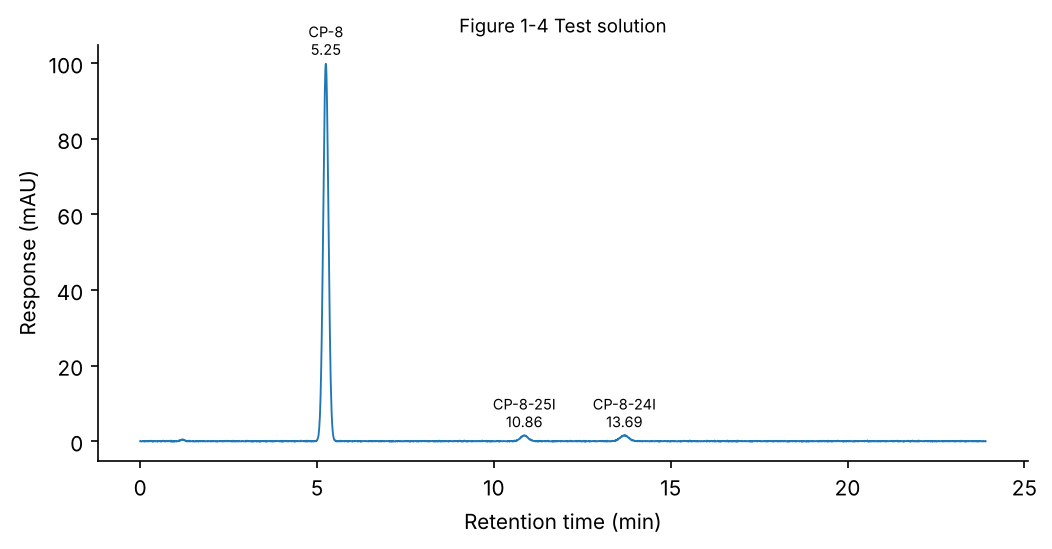 Figure 1-4 Test solution
CP-8
5.25
100
80
60
40
20
0
Response (mAU)
CP-8-25I
10.86
CP-8-24I
13.69
0
5
10
15
20
25
Retention time (min)